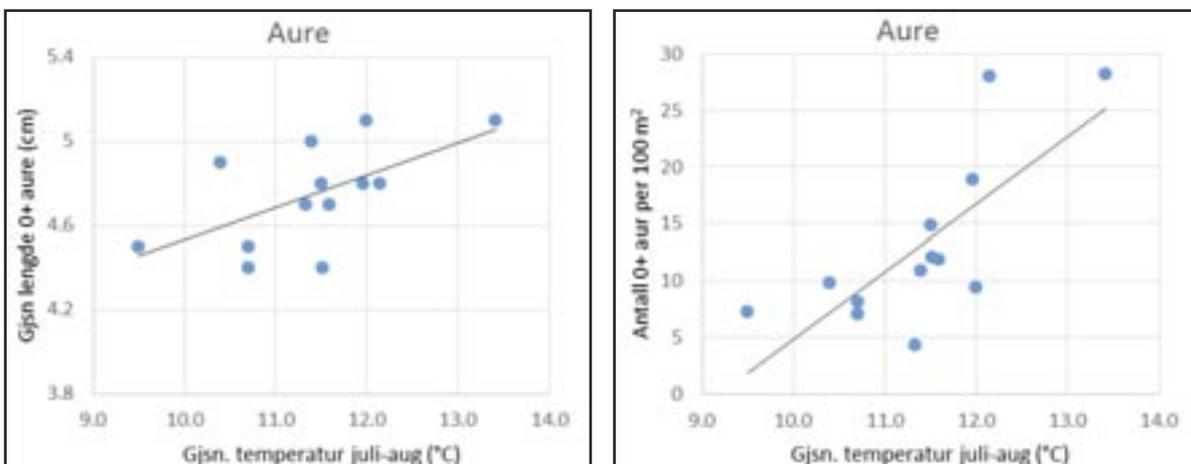 Aure
5.4
5
4.6
4.2
3.8
9.0 10.0 11.0 12.0 13.0 14.0
Gjsn lengde 0+ aure (cm)
Gjsn. temperatur juli-aug (°C)
Aure
30
25
20
15
10
5
0
9.0 10.0 11.0 12.0 13.0 14.0
Antall 0+ aur per 100 m²
Gjsn. temperatur juli-aug (°C)